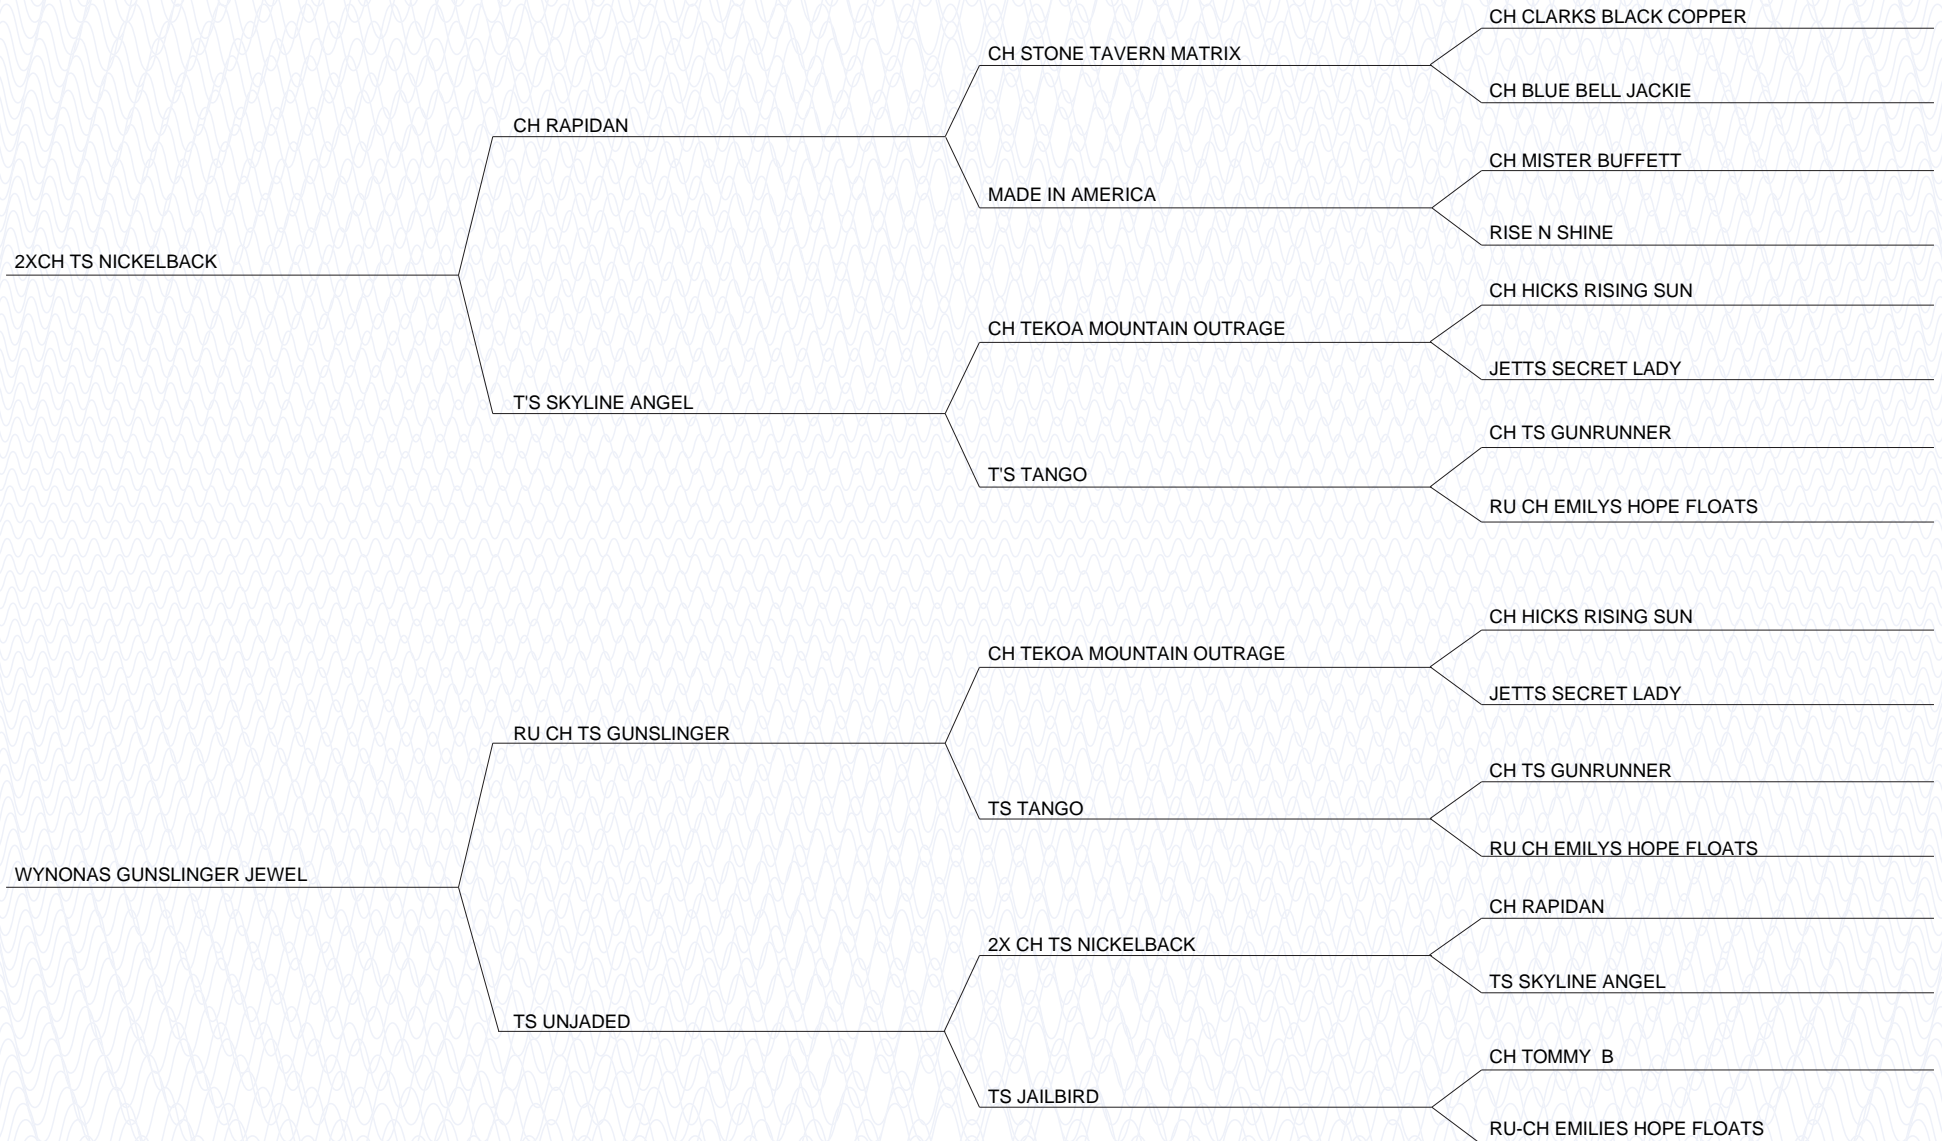 CH CLARKS BLACK COPPER
CH STONE TAVERN MATRIX
CH BLUE BELL JACKIE
CH RAPIDAN
CH MISTER BUFFETT
MADE IN AMERICA
RISE N SHINE
2XCH TS NICKELBACK
CH HICKS RISING SUN
CH TEKOA MOUNTAIN OUTRAGE
JETTS SECRET LADY
T'S SKYLINE ANGEL
CH TS GUNRUNNER
T'S TANGO
RU CH EMILYS HOPE FLOATS
CH HICKS RISING SUN
CH TEKOA MOUNTAIN OUTRAGE
JETTS SECRET LADY
RU CH TS GUNSLINGER
CH TS GUNRUNNER
TS TANGO
RU CH EMILYS HOPE FLOATS
WYNONAS GUNSLINGER JEWEL
CH RAPIDAN
2X CH TS NICKELBACK
TS SKYLINE ANGEL
TS UNJADED
CH TOMMY  B
TS JAILBIRD
RU-CH EMILIES HOPE FLOATS